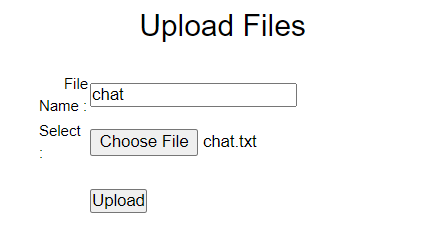 Upload Files
File
Name : chat
Select
:
Choose File chat.txt
Upload